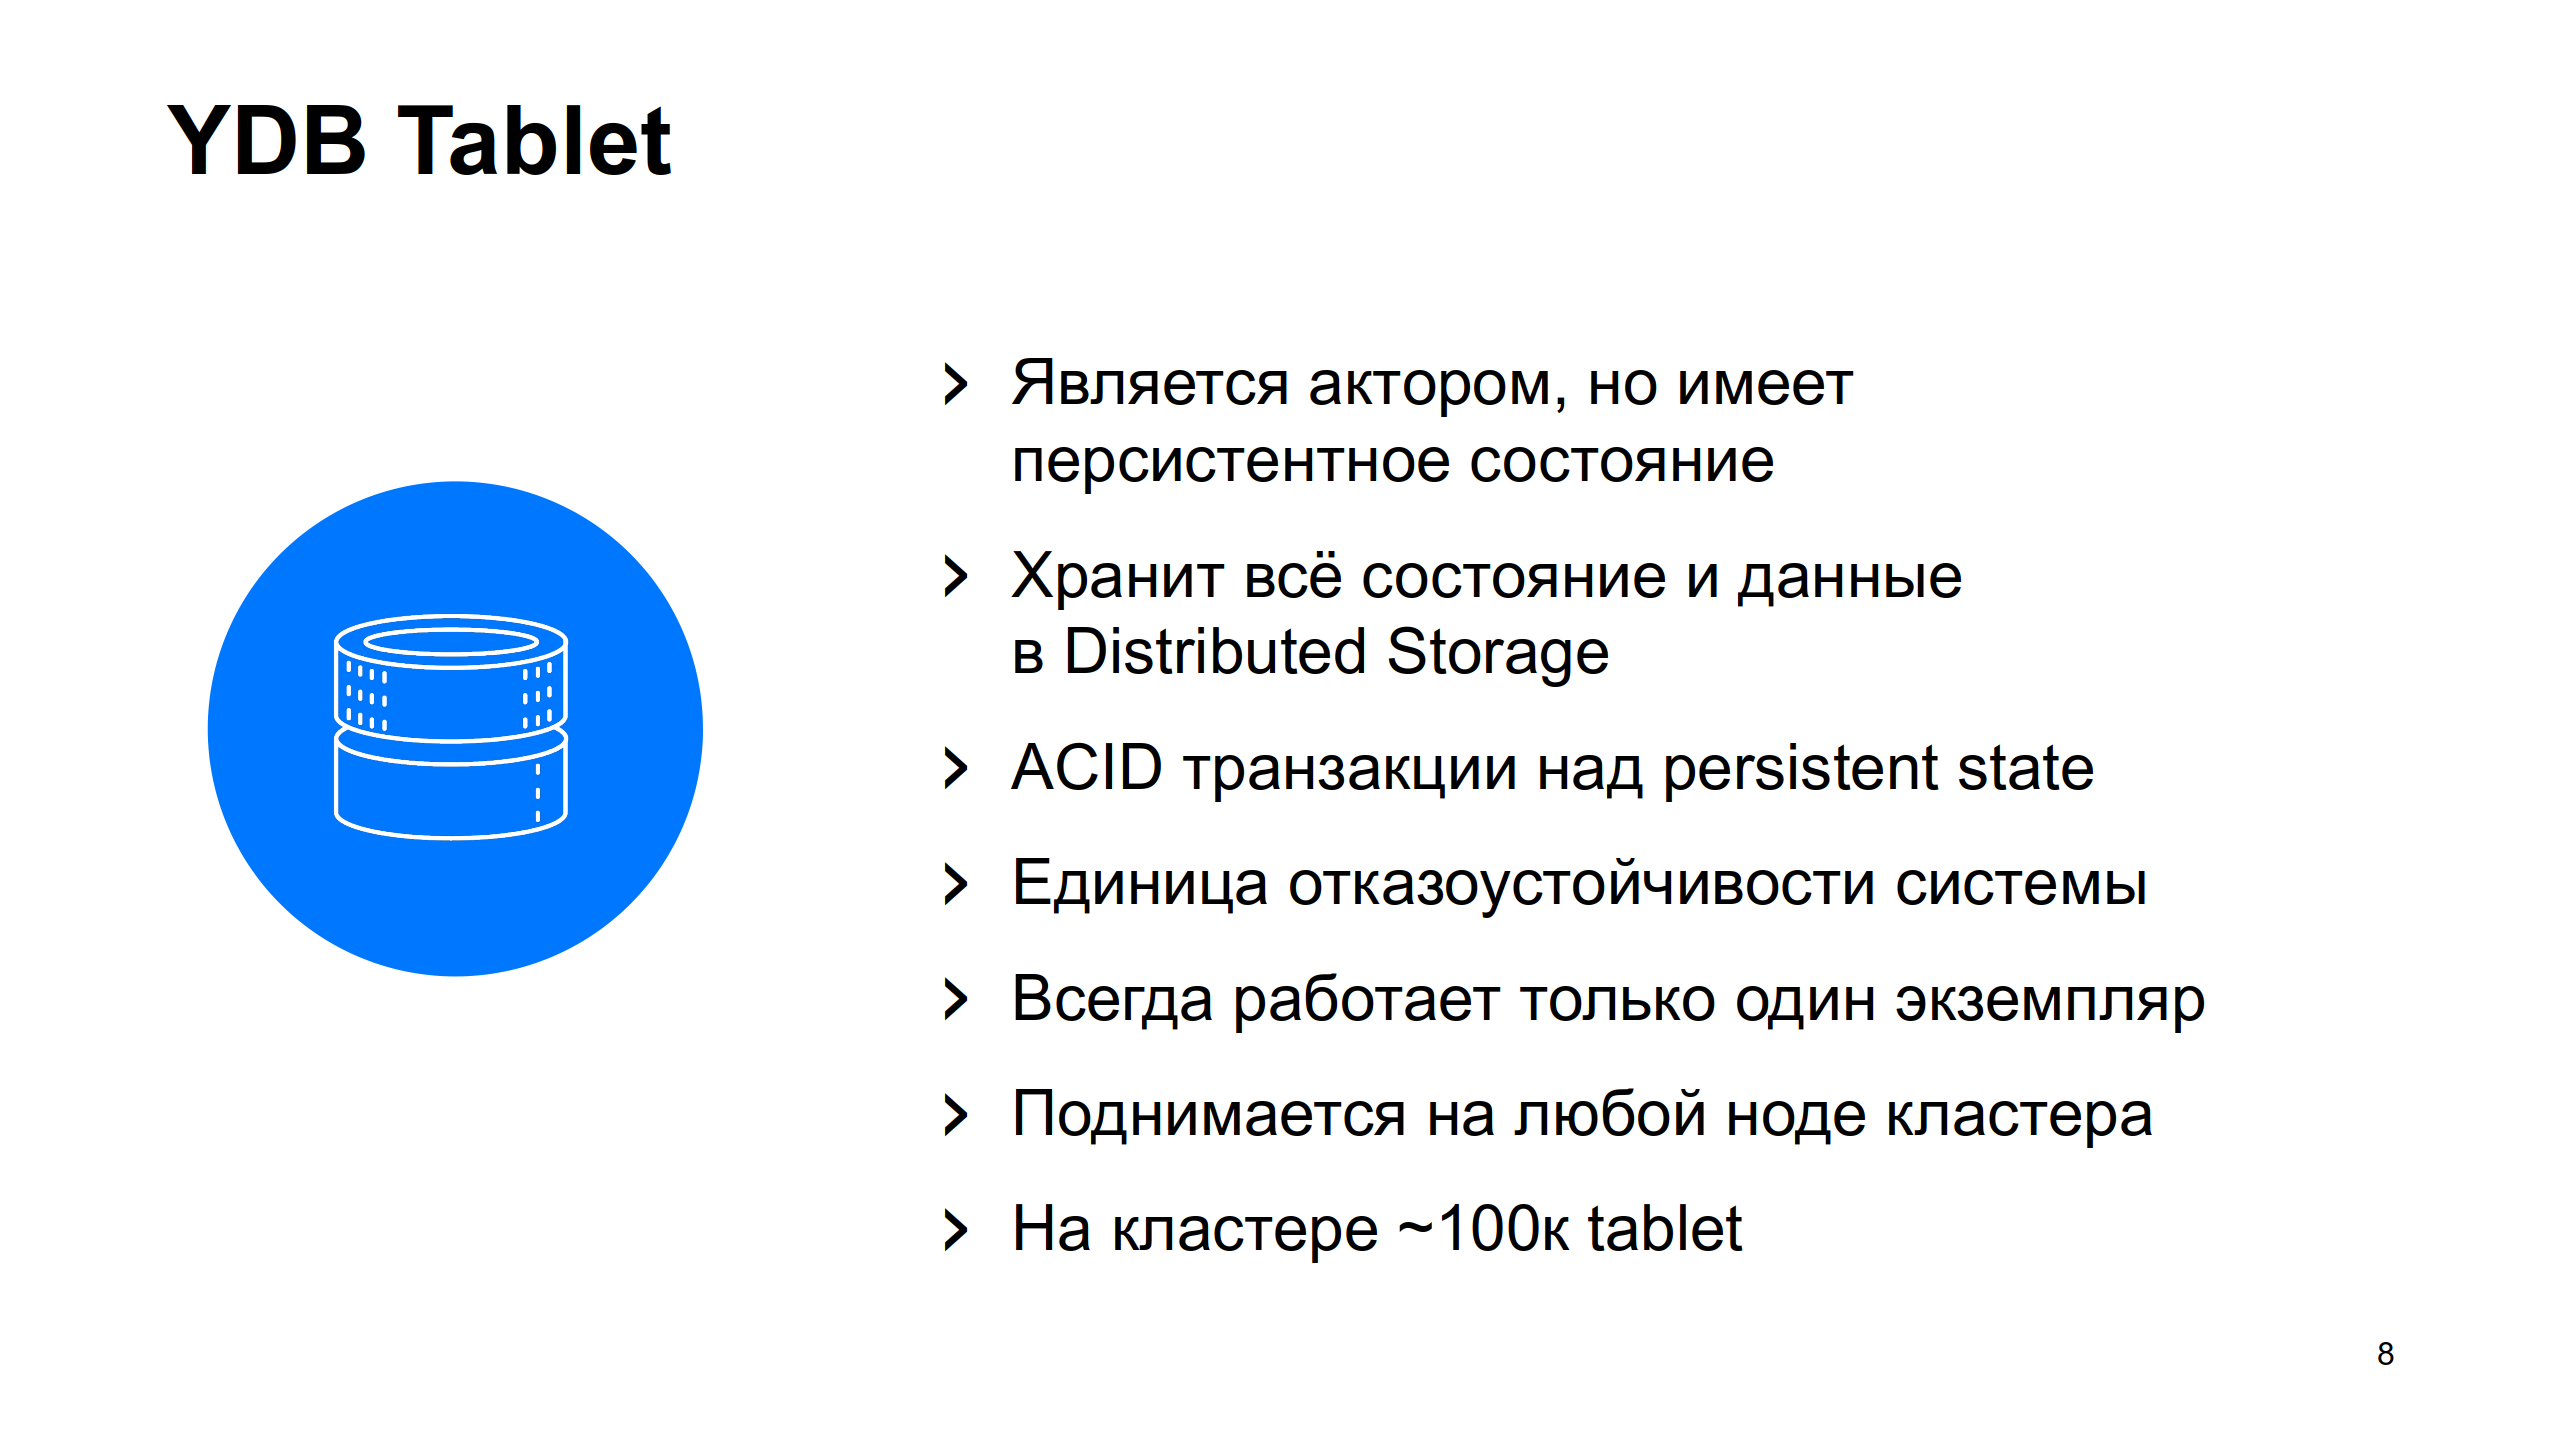 YDB Tablet
› Является актором, но имеет
персистентное состояние
› Хранит всё состояние и данные
в Distributed Storage
› ACID транзакции над persistent state
› Единица отказоустойчивости системы
› Всегда работает только один экземпляр
› Поднимается на любой ноде кластера
› На кластере ~100к tablet
8